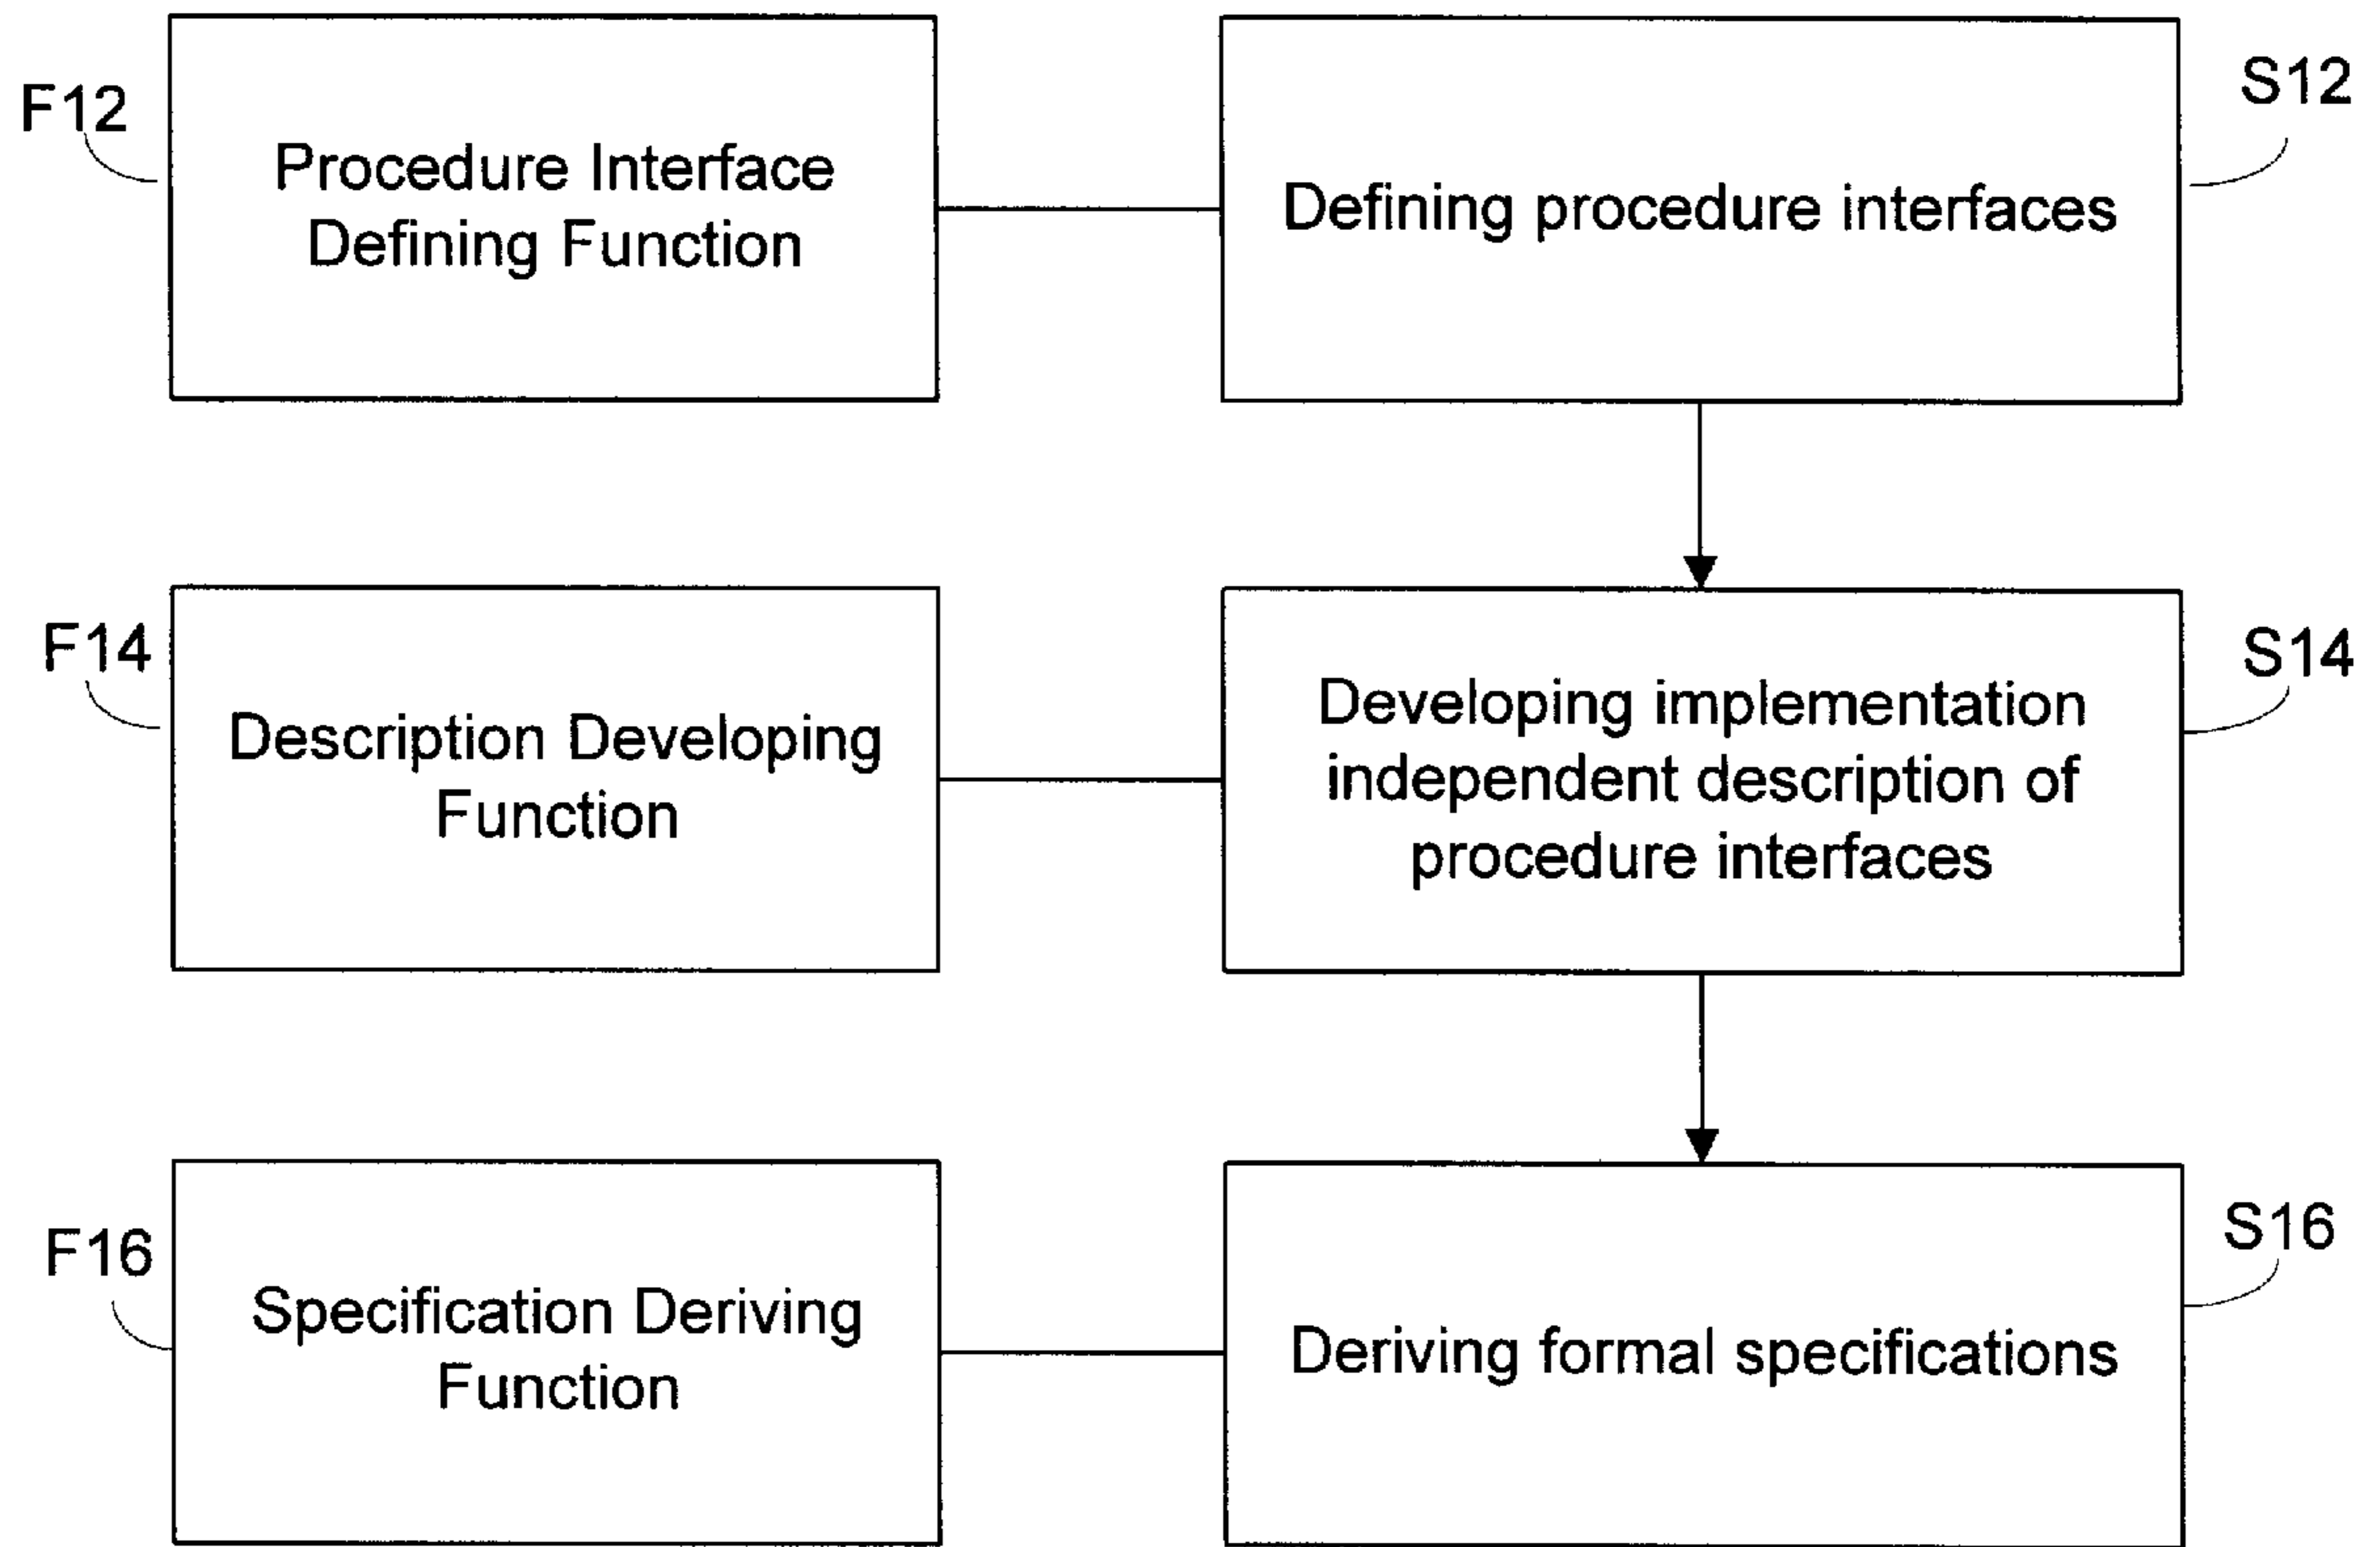 F12
Procedure Interface
Defining Function
Defining procedure interfaces
S12
F14
Description Developing
Function
Developing implementation
independent description of
procedure interfaces
S14
F16
Specification Deriving
Function
Deriving formal specifications
S16